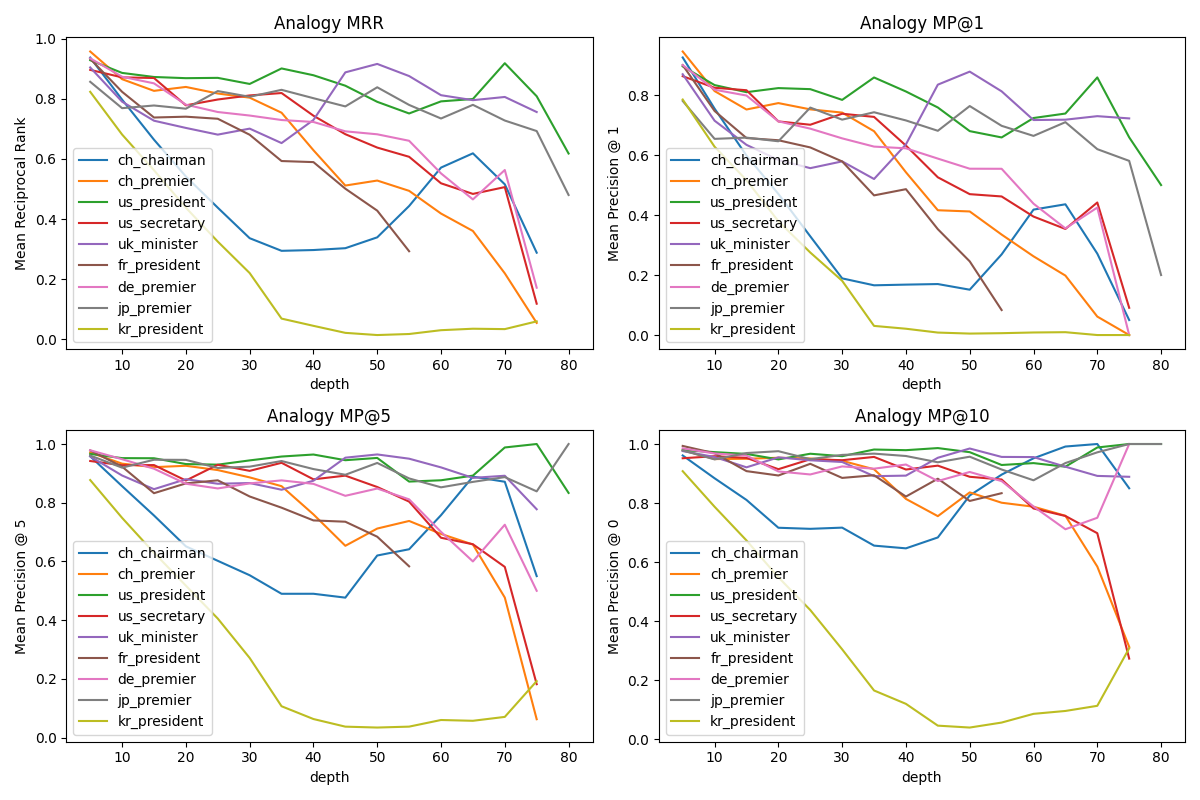 Analogy MRR
Mean Reciprocal Rank
1.0
0.8
0.6
0.4
0.2
0.0
ch_chairman
ch_premier
us_president
us_secretary
uk_minister
fr_president
de_premier
jp_premier
kr_president
10 20 30 40 50 60 70 80
depth
Analogy MP@1
Mean Precision @ 1
0.8
0.6
0.4
0.2
0.0
ch_chairman
ch_premier
us_president
us_secretary
uk_minister
fr_president
de_premier
jp_premier
kr_president
10 20 30 40 50 60 70 80
depth
Analogy MP@5
Mean Precision @ 5
1.0
0.8
0.6
0.4
0.2
0.0
ch_chairman
ch_premier
us_president
us_secretary
uk_minister
fr_president
de_premier
jp_premier
kr_president
10 20 30 40 50 60 70 80
depth
Analogy MP@10
Mean Precision @ 0
1.0
0.8
0.6
0.4
0.2
0.0
ch_chairman
ch_premier
us_president
us_secretary
uk_minister
fr_president
de_premier
jp_premier
kr_president
10 20 30 40 50 60 70 80
depth